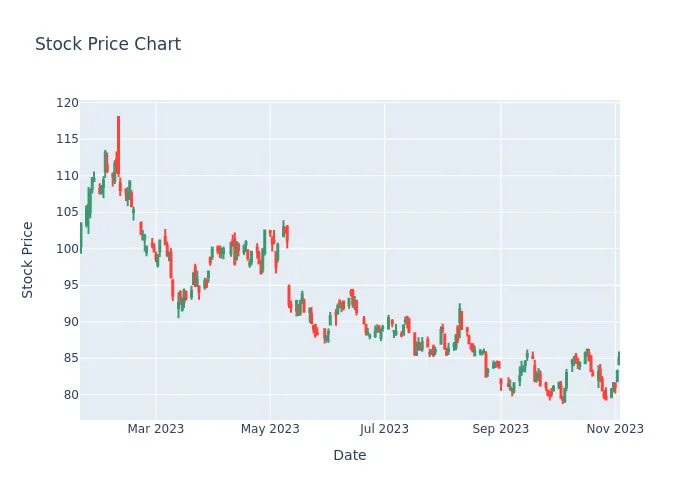 Stock Price Chart
120
115
110
105
100
95
90
85
80
Stock Price
Mar 2023
May 2023
Jul 2023
Sep 2023
Nov 2023
Date